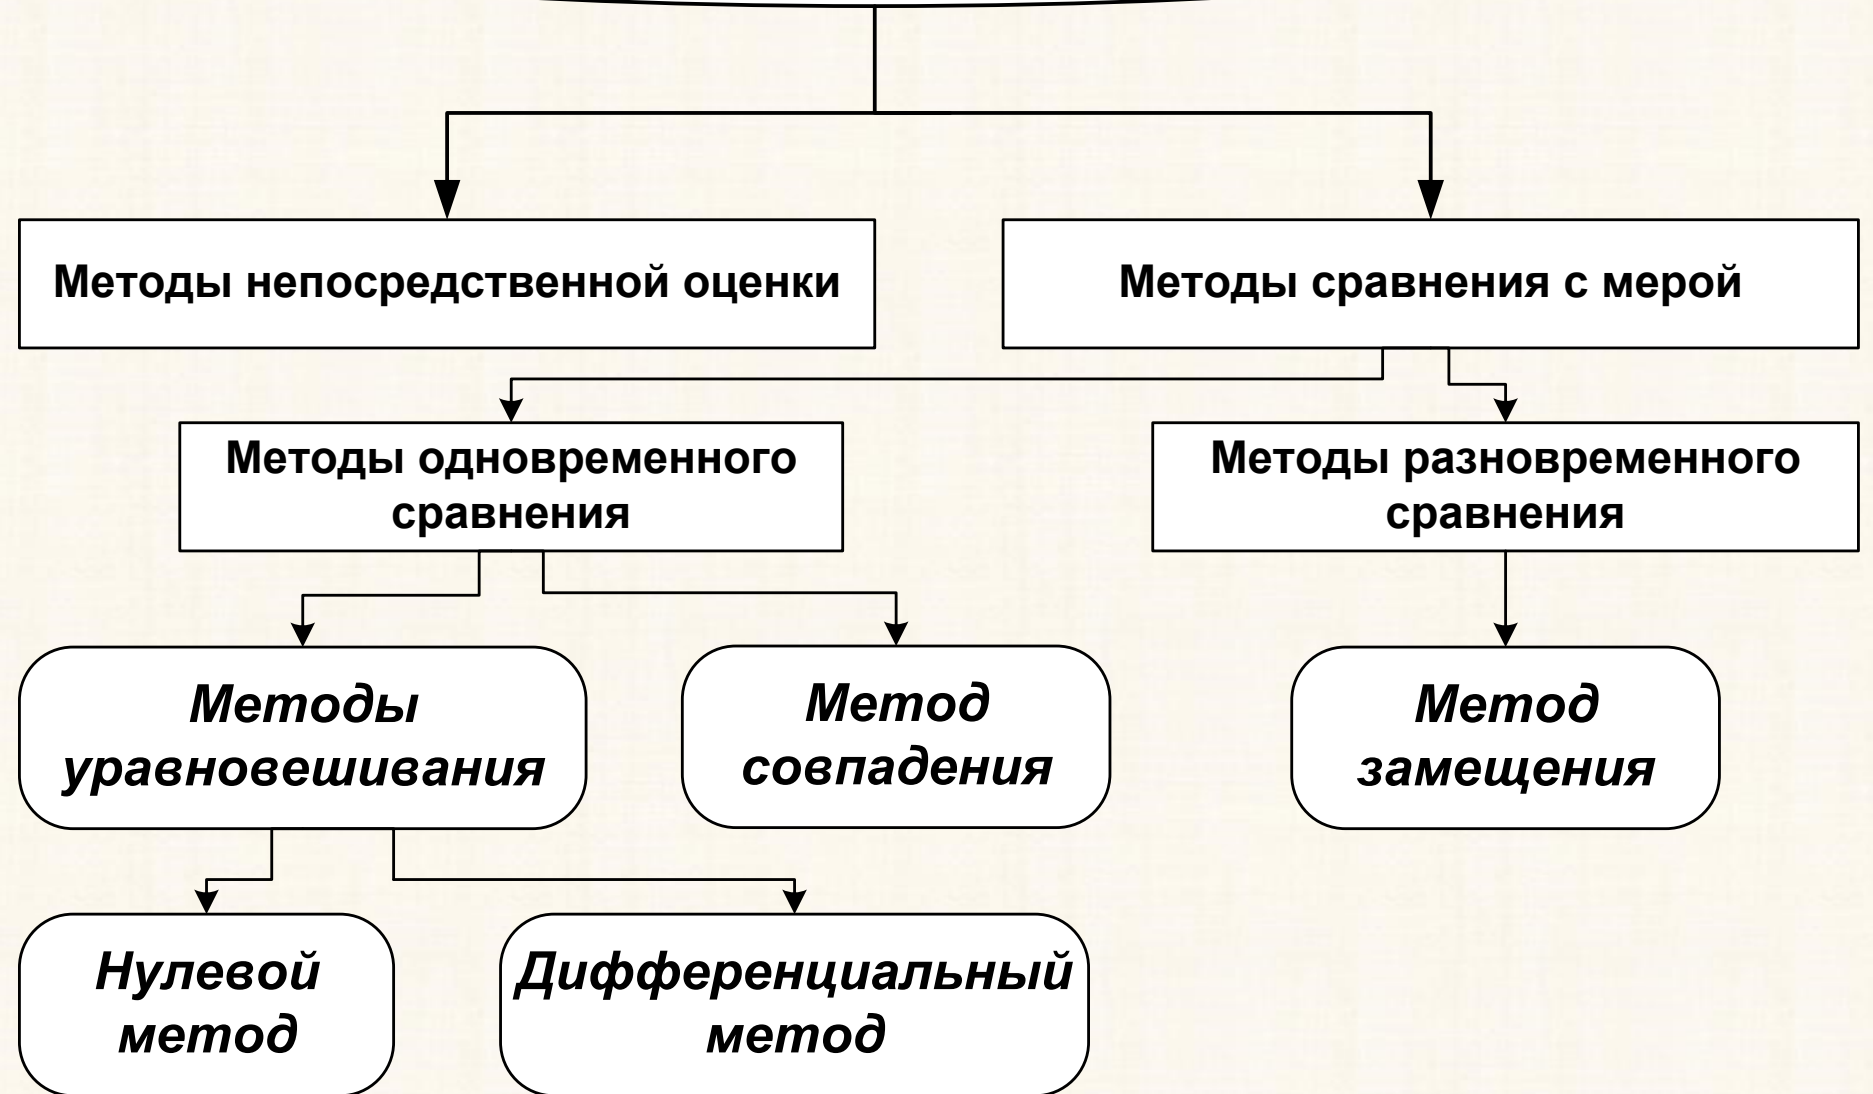 Методы непосредственной оценки
Методы сравнения с мерой
Методы одновременного
сравнения
Методы разновременного
сравнения
Методы
уравновешивания
Метод
совпадения
Метод
замещения
Нулевой
метод
Дифференциальный
метод